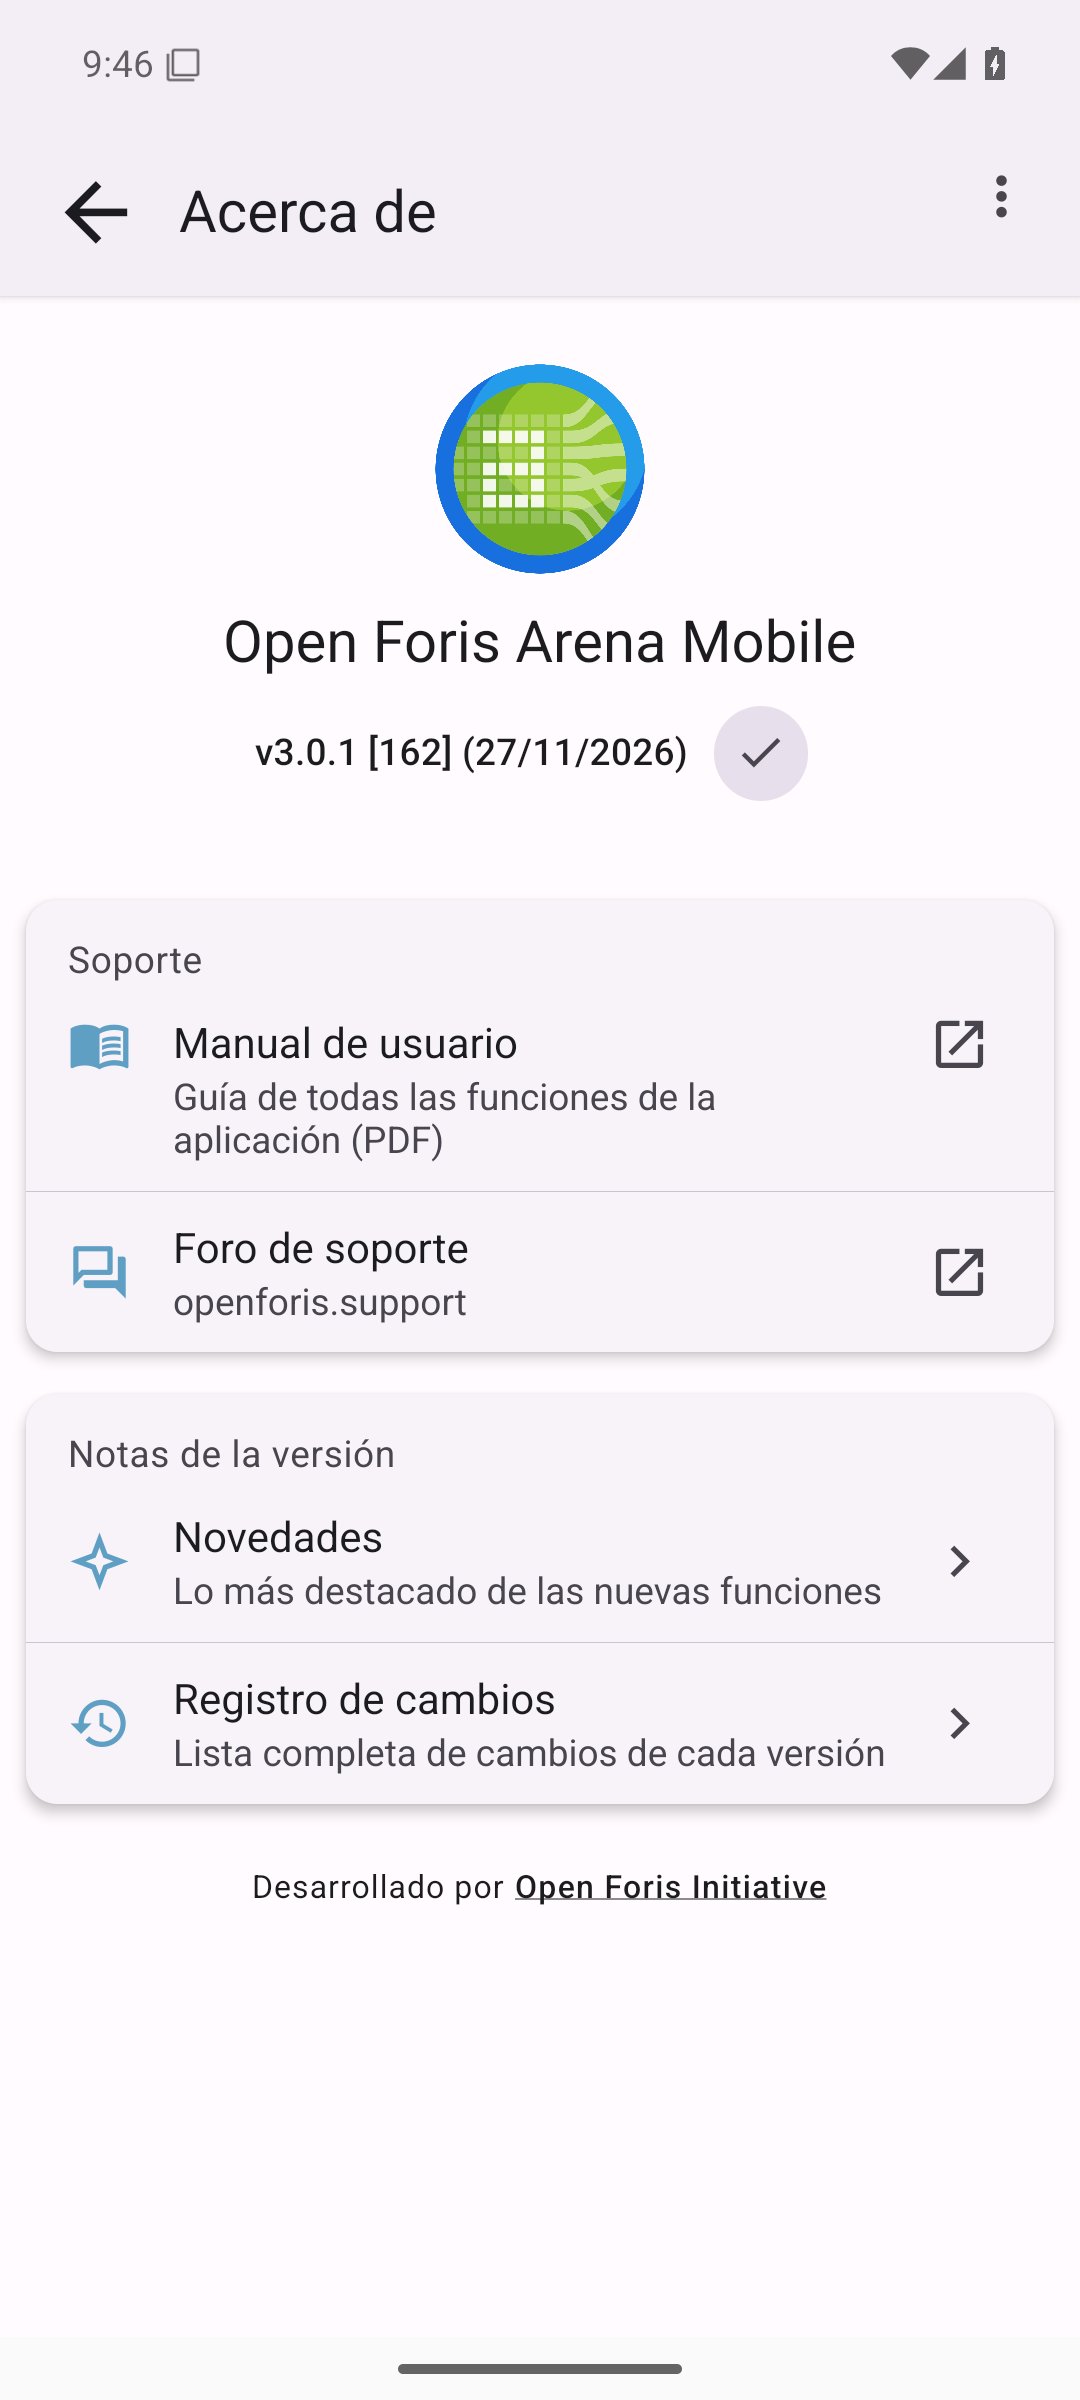 9:46
Acerca de
Open Foris Arena Mobile
v3.0.1 [162] (27/11/2026)
Soporte
Manual de usuario
Guía de todas las funciones de la
aplicación (PDF)
Foro de soporte
openforis.support
Notas de la versión
Novedades
Lo más destacado de las nuevas funciones
Registro de cambios
Lista completa de cambios de cada versión
Desarrollado por Open Foris Initiative